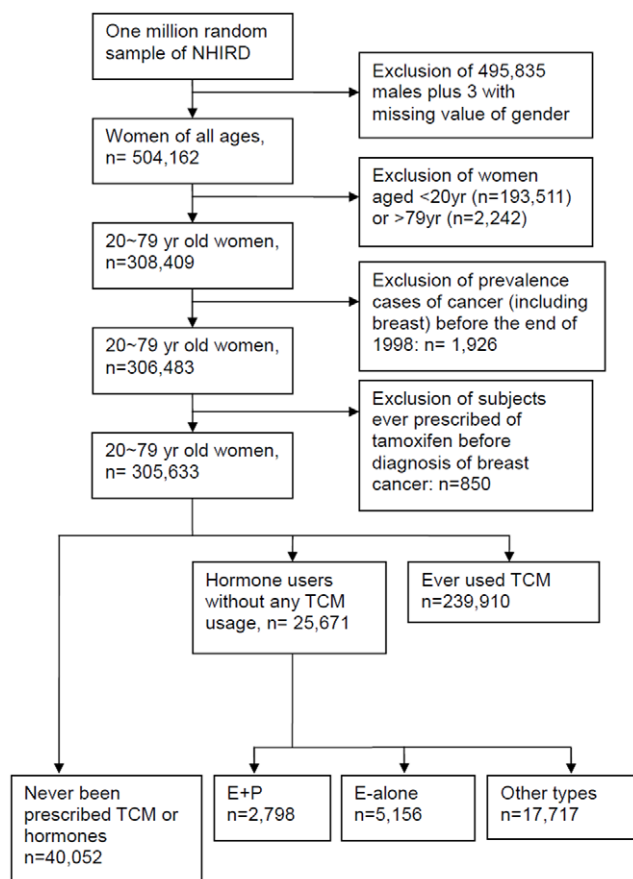 One million random
sample of NHIRD
Exclusion of 495,835
males plus 3 with
missing value of gender
Women of all ages,
n= 504,162
Exclusion of women
aged <20yr (n=193,511)
or >79yr (n=2,242)
20~79 yr old women,
n=308,409
Exclusion of prevalence
cases of cancer (including
breast) before the end of
1998: n= 1,926
20~79 yr old women,
n=306,483
Exclusion of subjects
ever prescribed of
tamoxifen before
diagnosis of breast
cancer: n=850
20~79 yr old women,
n= 305,633
Hormone users
without any TCM
usage, n= 25,671
Ever used TCM
n=239,910
Never been
prescribed TCM or
hormones
n=40,052
E+P
n=2,798
E-alone
n=5,156
Other types
n=17,717